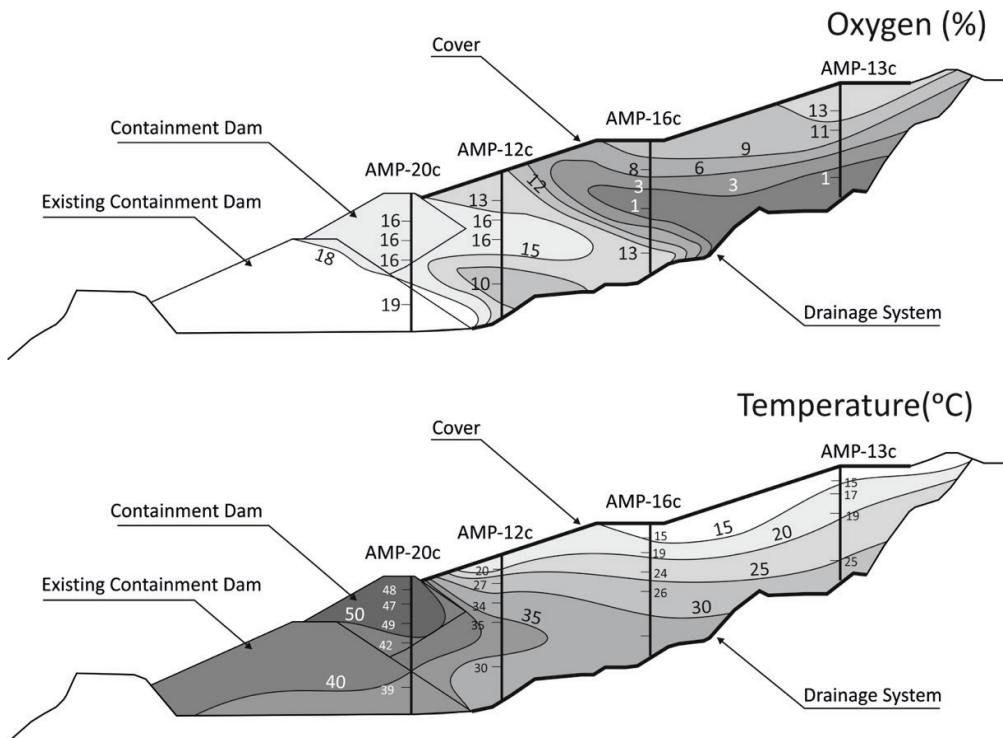 Oxygen (%)
Cover
AMP-13c
AMP-16c
Containment Dam
AMP-12c
AMP-20c
Existing Containment Dam
13
11
9
8
6
12
3
3
1
1
13
16
16
16
16
16
15
13
18
10
19
Drainage System
Temperature(°C)
Cover
AMP-13c
AMP-16c
Containment Dam
AMP-12c
AMP-20c
Existing Containment Dam
15
17
19
15
15
20
19
25
25
24
26
30
20
27
34
35
35
30
48
47
50
49
42
40
39
Drainage System